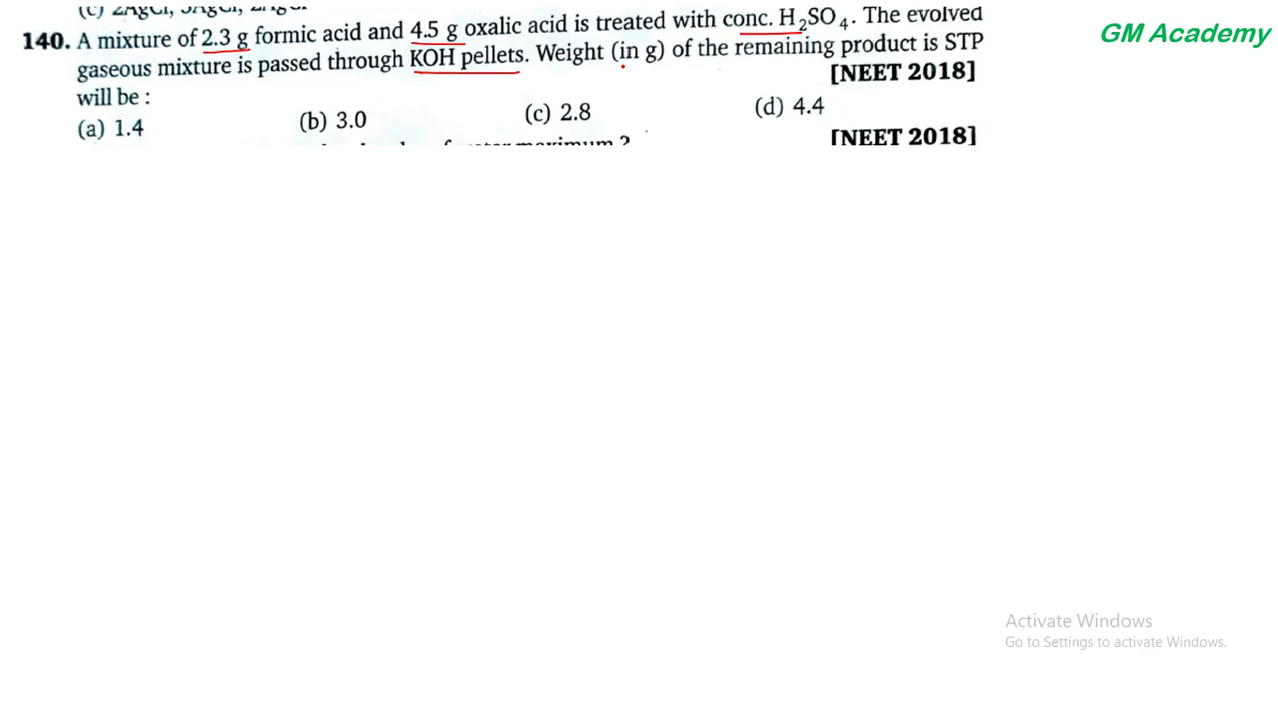 GM Academy
140. A mixture of 2.3 g formic acid and 4.5 g oxalic acid is treated with conc. H₂SO₄. The evolved
gaseous mixture is passed through KOH pellets. Weight (in g) of the remaining product is STP
will be :
[NEET 2018]
(a) 1.4 (b) 3.0 (c) 2.8 (d) 4.4
[NEET 2018]
Activate Windows
Go to Settings to activate Windows.